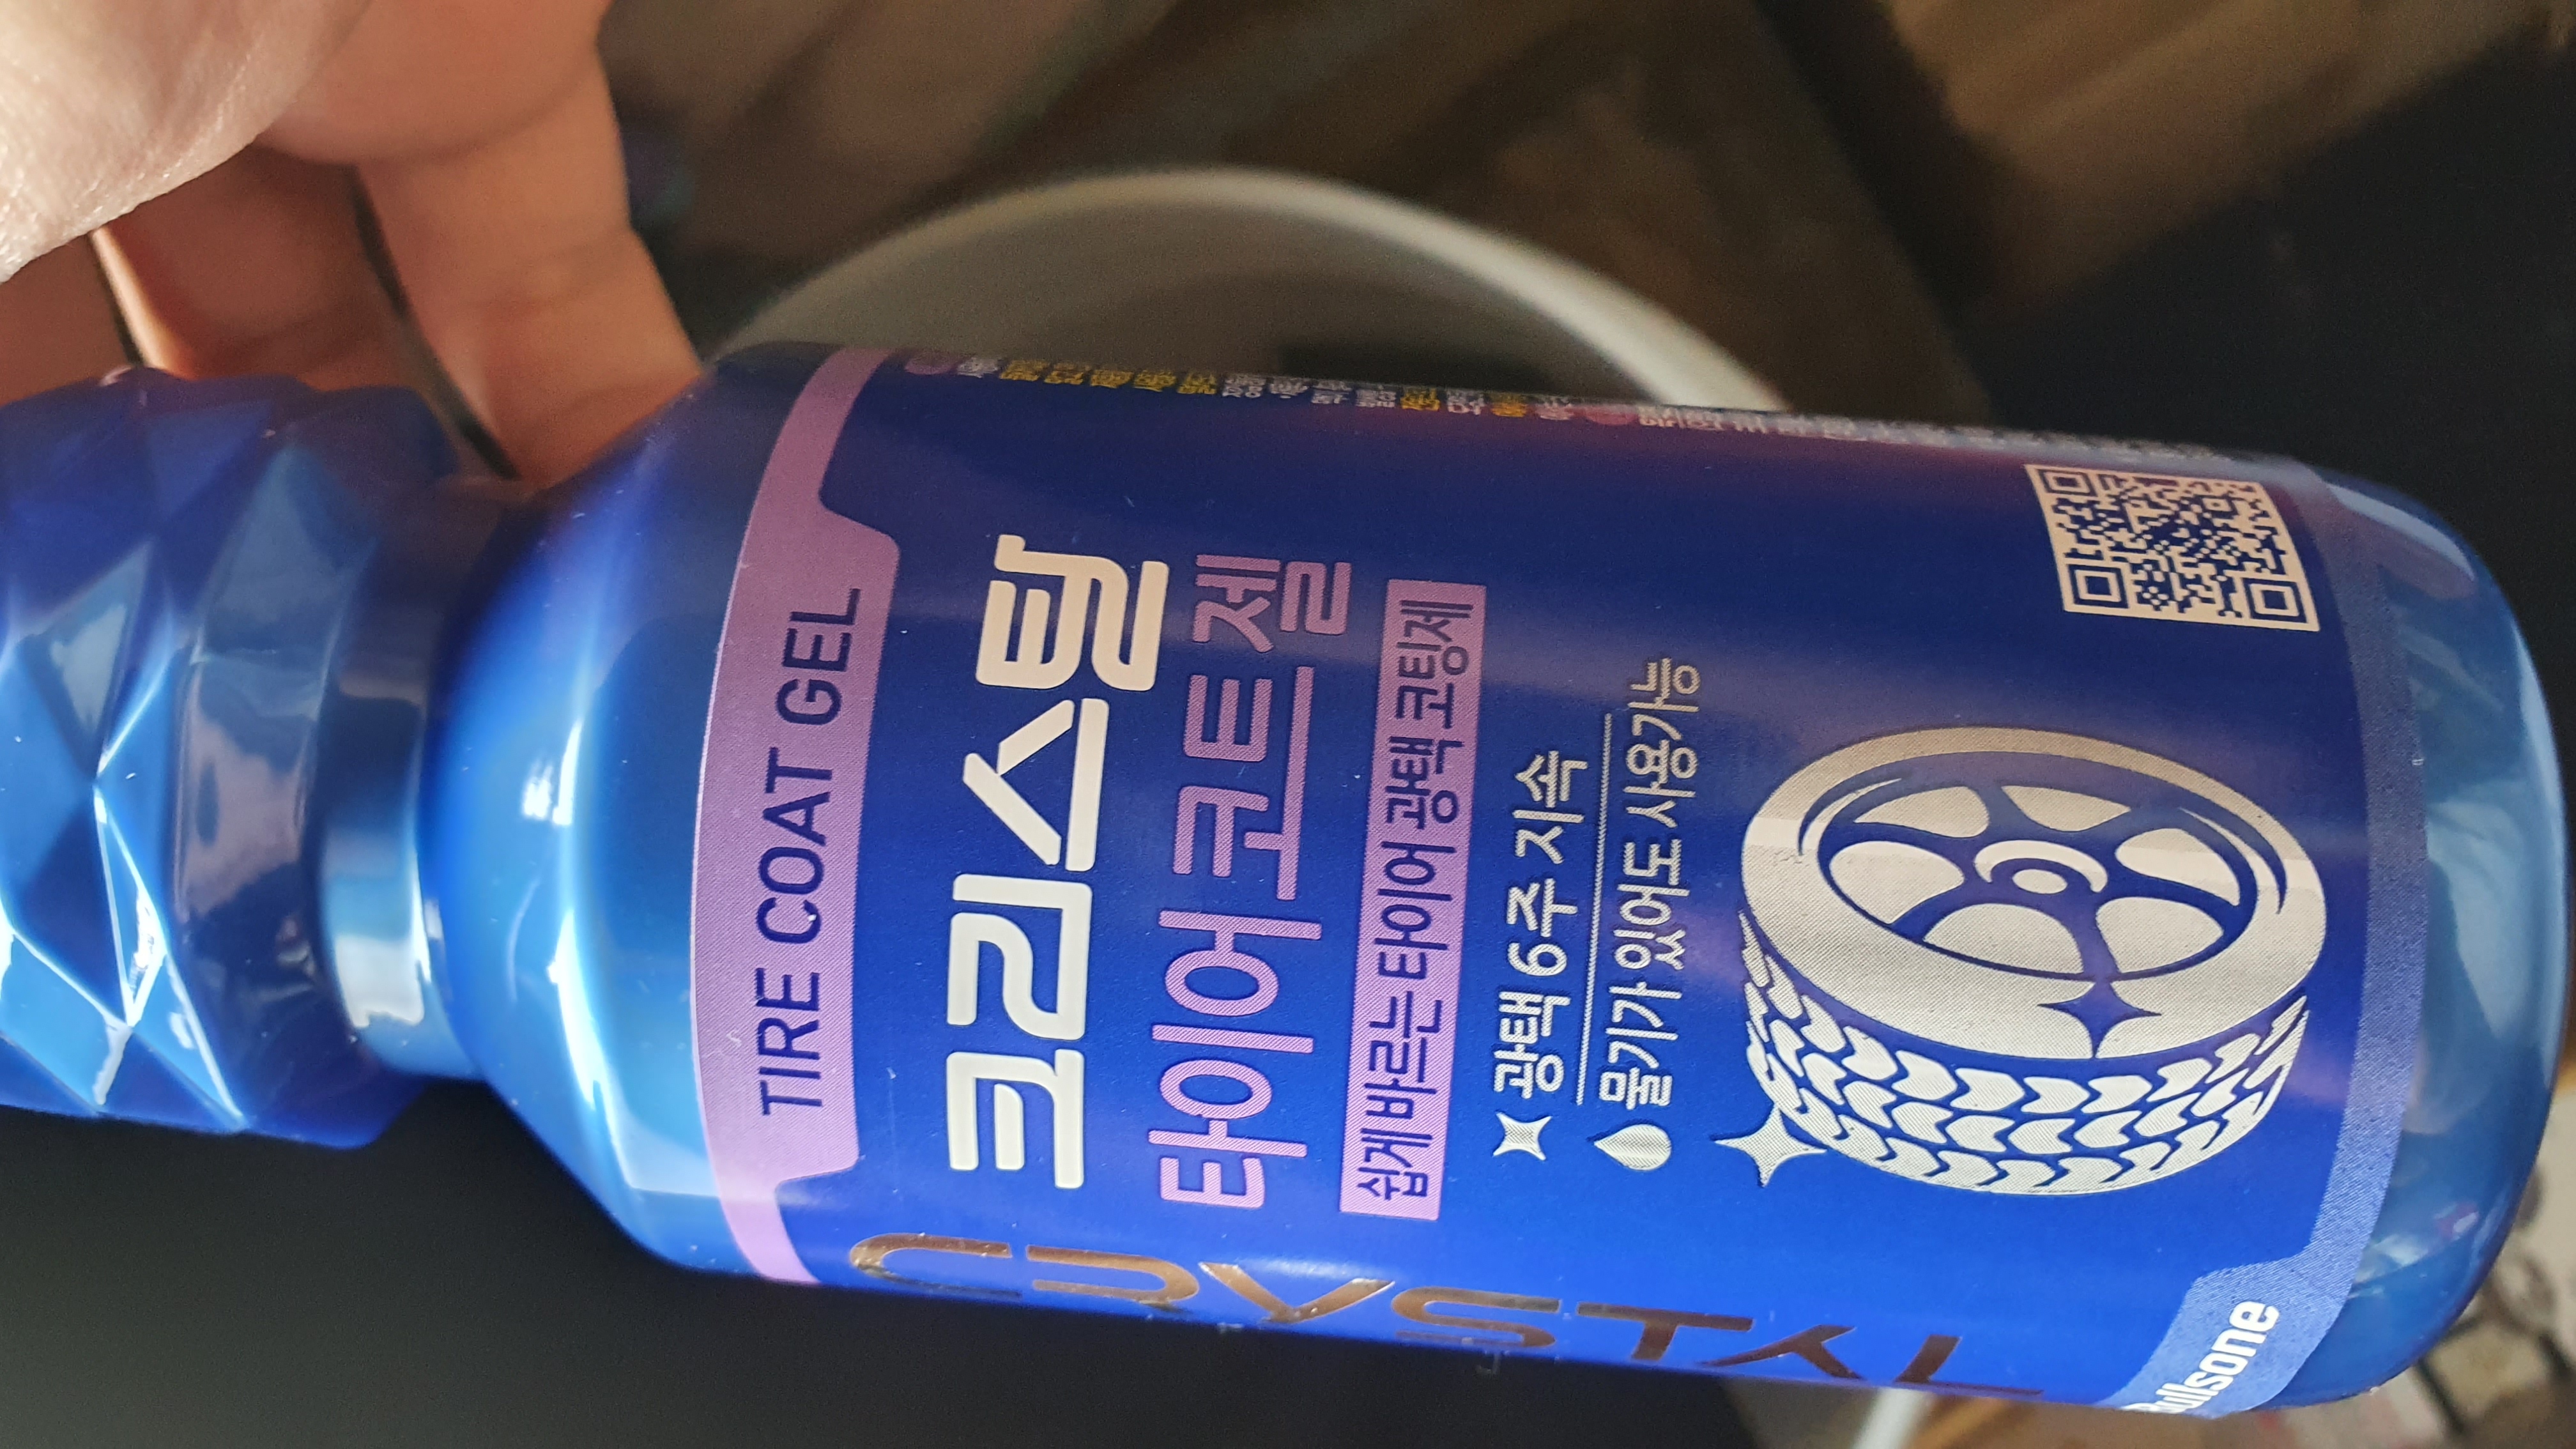 TIRE COAT GEL
크리스탈
타이어코트 젤
쉽게 바르는 타이어 광택 코팅제
광택 6주 지속
물기가 있어도 사용가능
CRYSTAL
Bullsone